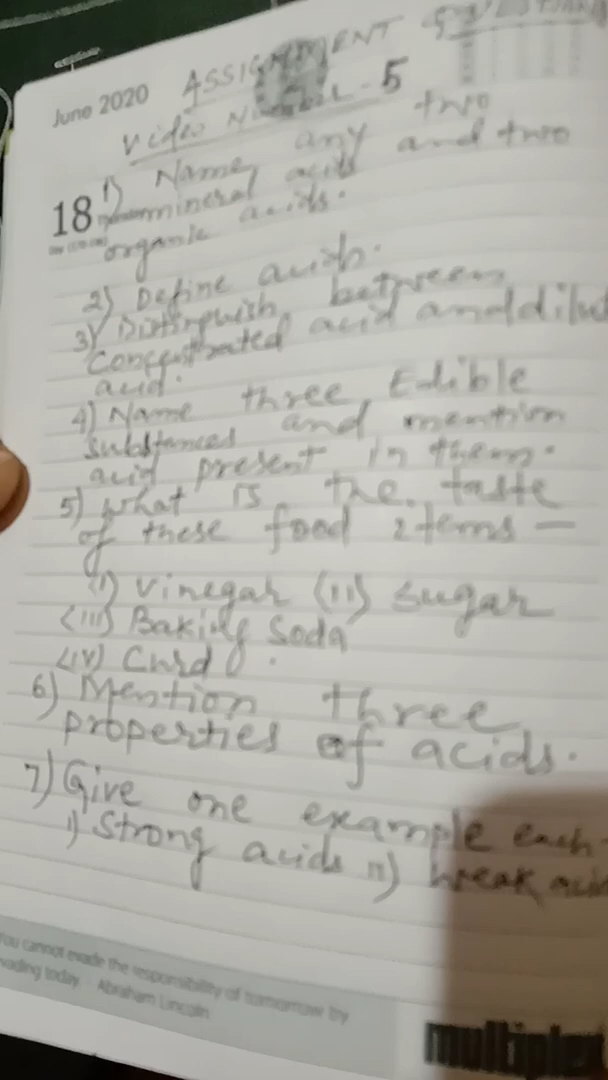 June 2020 ASSIGNMENT
Video Number - 5
1) Name any two
18 mineral acids and two
organic acids.
2) Define acids.
3) Distinguish between
Concentrated acid and dilu
acid.
4) Name three Edible
substances and mention
acid present in them.
5) What is the taste
of these food items —
(i) Vinegar (ii) sugar
(iii) Baking Soda
(iv) Curd.
6) Mention three
properties of acids.
7) Give one example each
i) Strong acids ii) weak acid
You cannot evade the responsibility of tomorrow by
evading today. - Abraham Lincoln
multiplex